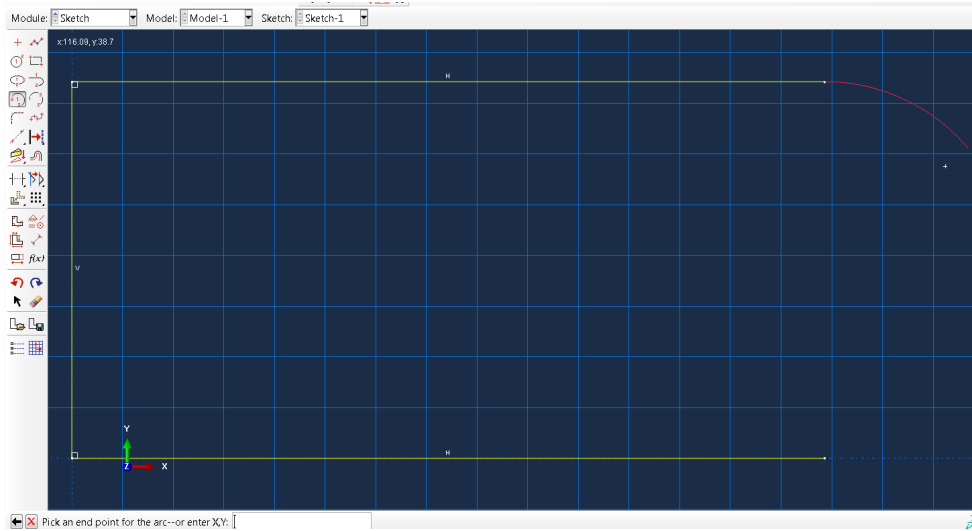 Module: Sketch Model: Model-1 Sketch: Sketch-1
x:116.09, y:38.7
H
f(x)
V
H
Y
Z X
Pick an end point for the arc--or enter X,Y: